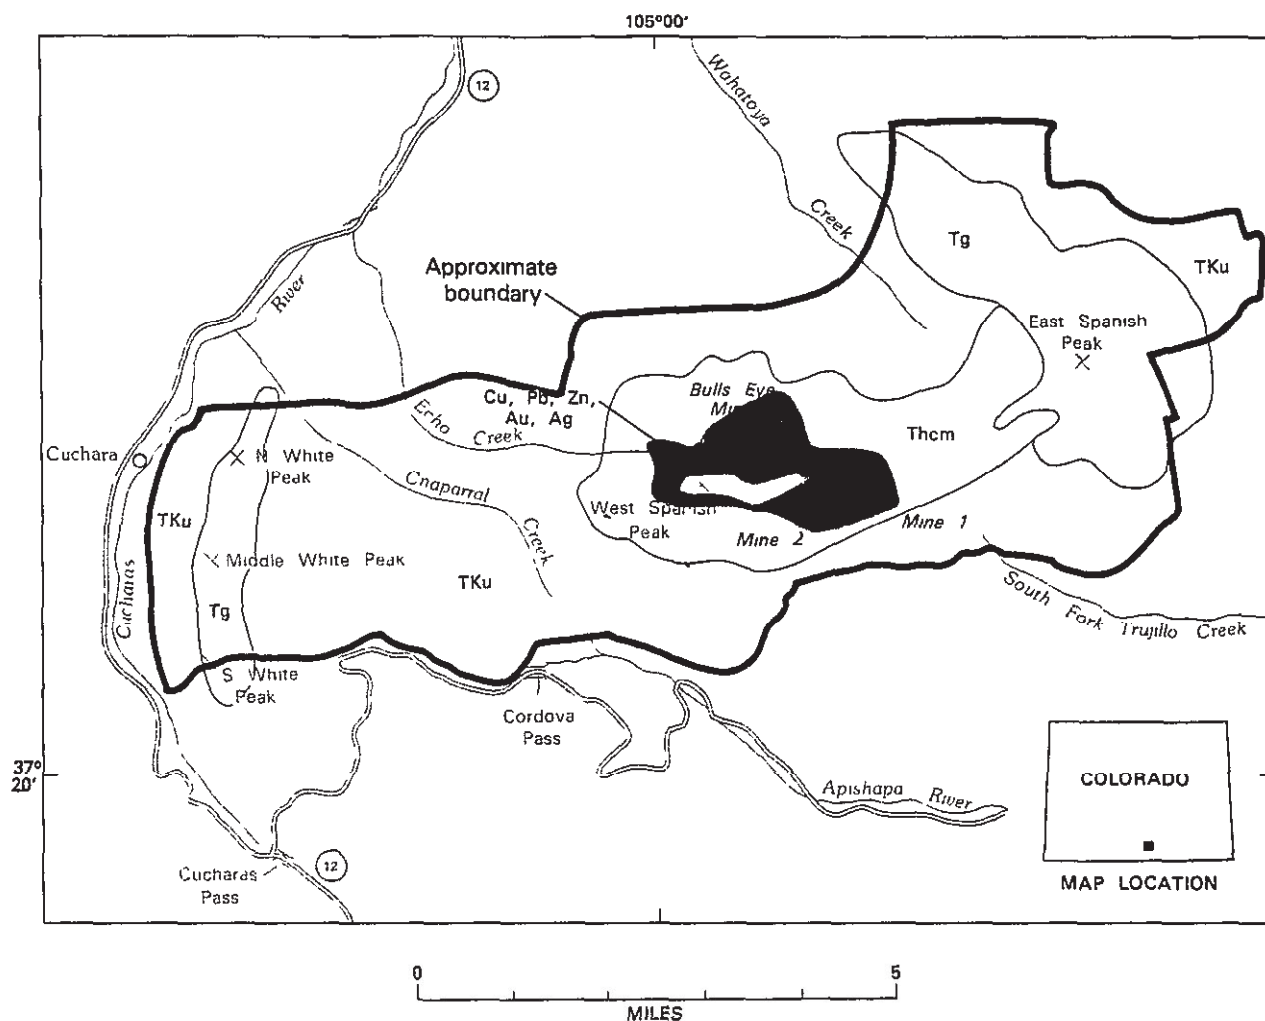 105°00'
12
Wahatoya
Creek
Tg
TKu
Approximate
boundary
River
East Spanish
Peak
Bulls Eye
Cu, Pb, Zn,
Au, Ag
Echo
Creek
Thcm
Cuchara
N White
Peak
Cnaparral
Creek
West Spanish
Peak
Mine 1
Mine 2
TKu
Middle White Peak
TKu
Cucharas
Tg
South Fork Trujillo Creek
S White
Peak
Cordova
Pass
37°
20'
Apishapa River
COLORADO
MAP LOCATION
12
Cucharas
Pass
0
5
MILES